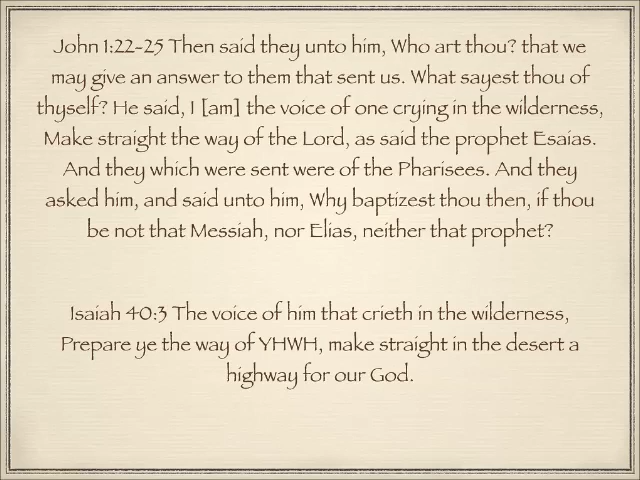 John 1:22-25 Then said they unto him, Who art thou? that we
may give an answer to them that sent us. What sayest thou of
thyself? He said, I [am] the voice of one crying in the wilderness,
Make straight the way of the Lord, as said the prophet Esaias.
And they which were sent were of the Pharisees. And they
asked him, and said unto him, Why baptizest thou then, if thou
be not that Messiah, nor Elias, neither that prophet?
Isaiah 40:3 The voice of him that crieth in the wilderness,
Prepare ye the way of YHWH, make straight in the desert a
highway for our God.